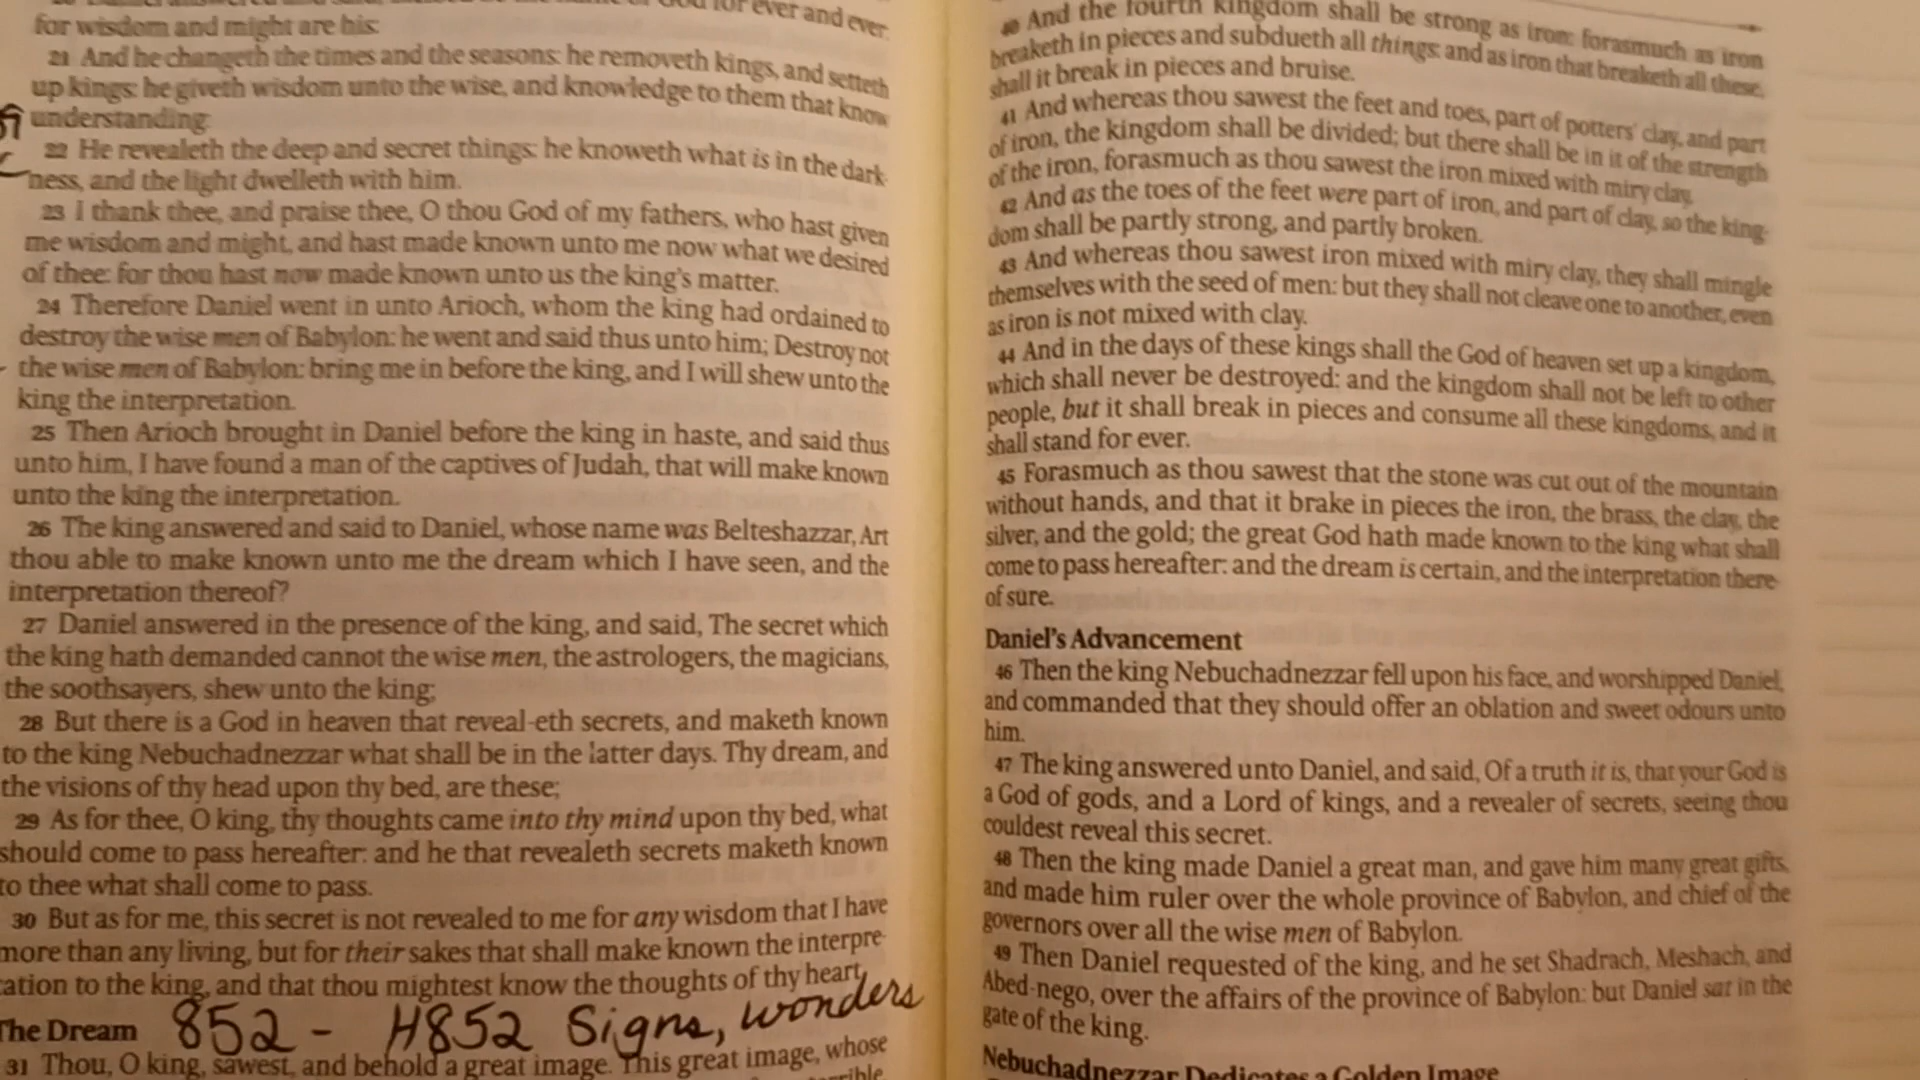 for ever and ever:
for wisdom and might are his:
21 And he changeth the times and the seasons: he removeth kings, and setteth
up kings: he giveth wisdom unto the wise, and knowledge to them that know
understanding:
22 He revealeth the deep and secret things: he knoweth what is in the dark-
ness, and the light dwelleth with him.
23 I thank thee, and praise thee, O thou God of my fathers, who hast given
me wisdom and might, and hast made known unto me now what we desired
of thee: for thou hast now made known unto us the king's matter.
24 Therefore Daniel went in unto Arioch, whom the king had ordained to
destroy the wise men of Babylon: he went and said thus unto him; Destroy not
the wise men of Babylon: bring me in before the king, and I will shew unto the
king the interpretation.
25 Then Arioch brought in Daniel before the king in haste, and said thus
unto him, I have found a man of the captives of Judah, that will make known
unto the king the interpretation.
26 The king answered and said to Daniel, whose name was Belteshazzar, Art
thou able to make known unto me the dream which I have seen, and the
interpretation thereof?
27 Daniel answered in the presence of the king, and said, The secret which
the king hath demanded cannot the wise men, the astrologers, the magicians,
the soothsayers, shew unto the king;
28 But there is a God in heaven that reveal-eth secrets, and maketh known
to the king Nebuchadnezzar what shall be in the latter days. Thy dream, and
the visions of thy head upon thy bed, are these;
29 As for thee, O king, thy thoughts came into thy mind upon thy bed, what
should come to pass hereafter: and he that revealeth secrets maketh known
to thee what shall come to pass.
30 But as for me, this secret is not revealed to me for any wisdom that I have
more than any living, but for their sakes that shall make known the interpre-
tation to the king, and that thou mightest know the thoughts of thy heart.
The Dream 852 - H852 Signs, wonders
31 Thou, O king, sawest, and behold a great image. This great image, whose
40 And the fourth kingdom shall be strong as iron: forasmuch as iron
breaketh in pieces and subdueth all things: and as iron that breaketh all these,
shall it break in pieces and bruise.
41 And whereas thou sawest the feet and toes, part of potters' clay, and part
of iron, the kingdom shall be divided; but there shall be in it of the strength
of the iron, forasmuch as thou sawest the iron mixed with miry clay.
42 And as the toes of the feet were part of iron, and part of clay, so the king-
dom shall be partly strong, and partly broken.
43 And whereas thou sawest iron mixed with miry clay, they shall mingle
themselves with the seed of men: but they shall not cleave one to another, even
as iron is not mixed with clay.
44 And in the days of these kings shall the God of heaven set up a kingdom,
which shall never be destroyed: and the kingdom shall not be left to other
people, but it shall break in pieces and consume all these kingdoms, and it
shall stand for ever.
45 Forasmuch as thou sawest that the stone was cut out of the mountain
without hands, and that it brake in pieces the iron, the brass, the clay, the
silver, and the gold; the great God hath made known to the king what shall
come to pass hereafter: and the dream is certain, and the interpretation there-
of sure.
Daniel's Advancement
46 Then the king Nebuchadnezzar fell upon his face, and worshipped Daniel,
and commanded that they should offer an oblation and sweet odours unto
him.
47 The king answered unto Daniel, and said, Of a truth it is, that your God is
a God of gods, and a Lord of kings, and a revealer of secrets, seeing thou
couldest reveal this secret.
48 Then the king made Daniel a great man, and gave him many great gifts,
and made him ruler over the whole province of Babylon, and chief of the
governors over all the wise men of Babylon.
49 Then Daniel requested of the king, and he set Shadrach, Meshach, and
Abed-nego, over the affairs of the province of Babylon: but Daniel sat in the
gate of the king.
Nebuchadnezzar Dedicates a Golden Image